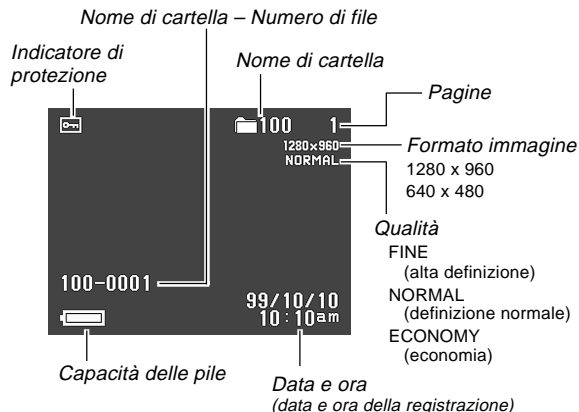 Nome di cartella – Numero di file
Indicatore di
protezione
Nome di cartella
Pagine
100 1
1280x960
NORMAL
Formato immagine
1280 x 960
640 x 480
Qualità
FINE
(alta definizione)
NORMAL
(definizione normale)
ECONOMY
(economia)
100-0001
99/10/10
10:10am
Capacità delle pile
Data e ora
(data e ora della registrazione)